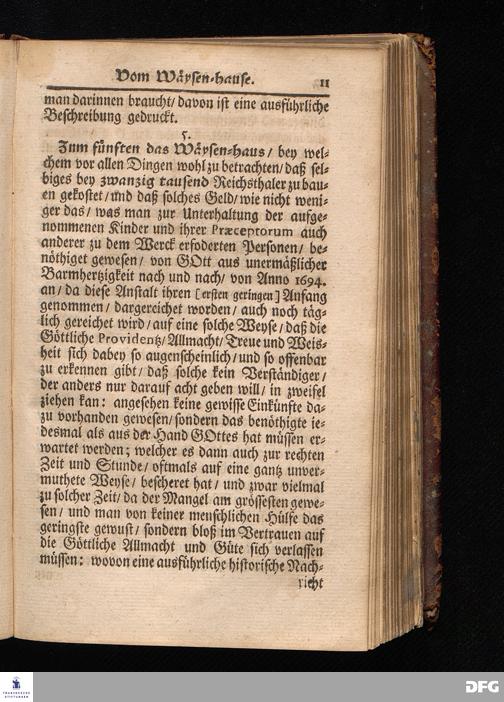 Vom Wäysen-hause. 11
man darinnen braucht/ davon ist eine ausführliche
Beschreibung gedruckt.
5.
Zum fünften das Wäysen-haus/ bey wel-
chem vor allen Dingen wohl zu betrachten/ daß sel-
biges bey zwanzig tausend Reichsthaler zu bau-
en gekostet/ und daß solches Geld/ wie nicht weni-
ger das/ was man zur Unterhaltung der aufge-
nommenen Kinder und ihrer Præceptorum auch
anderer zu dem Werck erfoderten Personen/ be-
nöthiget gewesen/ von GOtt aus unermäßlicher
Barmhertzigkeit nach und nach/ von Anno 1694.
an/ da diese Anstalt ihren [ersten geringen] Anfang
genommen/ dargereichet worden/ auch noch täg-
lich gereichet wird/ auf eine solche Weyse/ daß die
Göttliche Providentz/ Allmacht/ Treue und Weis-
heit sich dabey so augenscheinlich/ und so offenbar
zu erkennen gibt/ daß solche kein Verständiger/
der anders nur darauf acht geben will/ in zweifel
ziehen kan: angesehen keine gewisse Einkünfte da-
zu vorhanden gewesen/ sondern das benöthigte ie-
desmal als aus der Hand GOttes hat müssen er-
wartet werden; welcher es dann auch zur rechten
Zeit und Stunde/ oftmals auf eine gantz unver-
muthete Weyse/ bescheret hat/ und zwar vielmal
zu solcher Zeit/ da der Mangel am grössesten gewe-
sen/ und man von keiner menschlichen Hülfe das
geringste gewust/ sondern bloß im Vertrauen auf
die Göttliche Allmacht und Güte sich verlassen
müssen: wovon eine ausführliche historische Nach-
richt
FRANCKESCHE
STIFTUNGEN
DFG